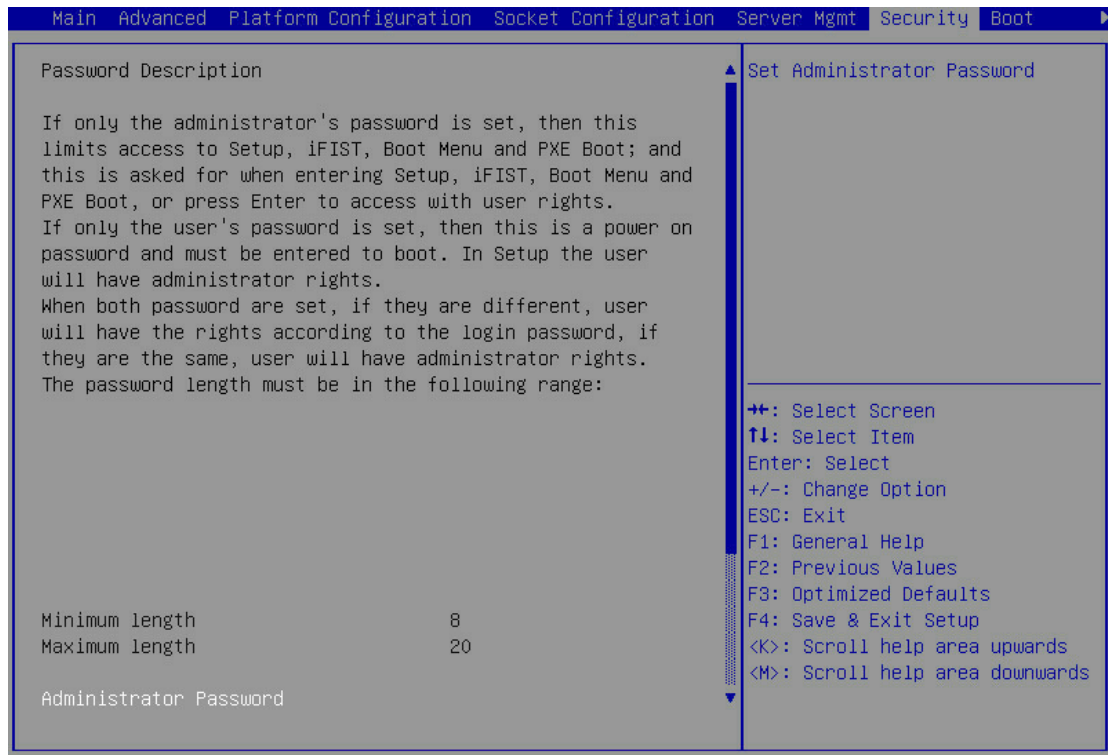 Main Advanced Platform Configuration Socket Configuration Server Mgmt Security Boot
Password Description
If only the administrator's password is set, then this
limits access to Setup, iFIST, Boot Menu and PXE Boot; and
this is asked for when entering Setup, iFIST, Boot Menu and
PXE Boot, or press Enter to access with user rights.
If only the user's password is set, then this is a power on
password and must be entered to boot. In Setup the user
will have administrator rights.
When both password are set, if they are different, user
will have the rights according to the login password, if
they are the same, user will have administrator rights.
The password length must be in the following range:
Minimum length 8
Maximum length 20
Administrator Password
Set Administrator Password
→←: Select Screen
↑↓: Select Item
Enter: Select
+/-: Change Option
ESC: Exit
F1: General Help
F2: Previous Values
F3: Optimized Defaults
F4: Save & Exit Setup
<K>: Scroll help area upwards
<M>: Scroll help area downwards